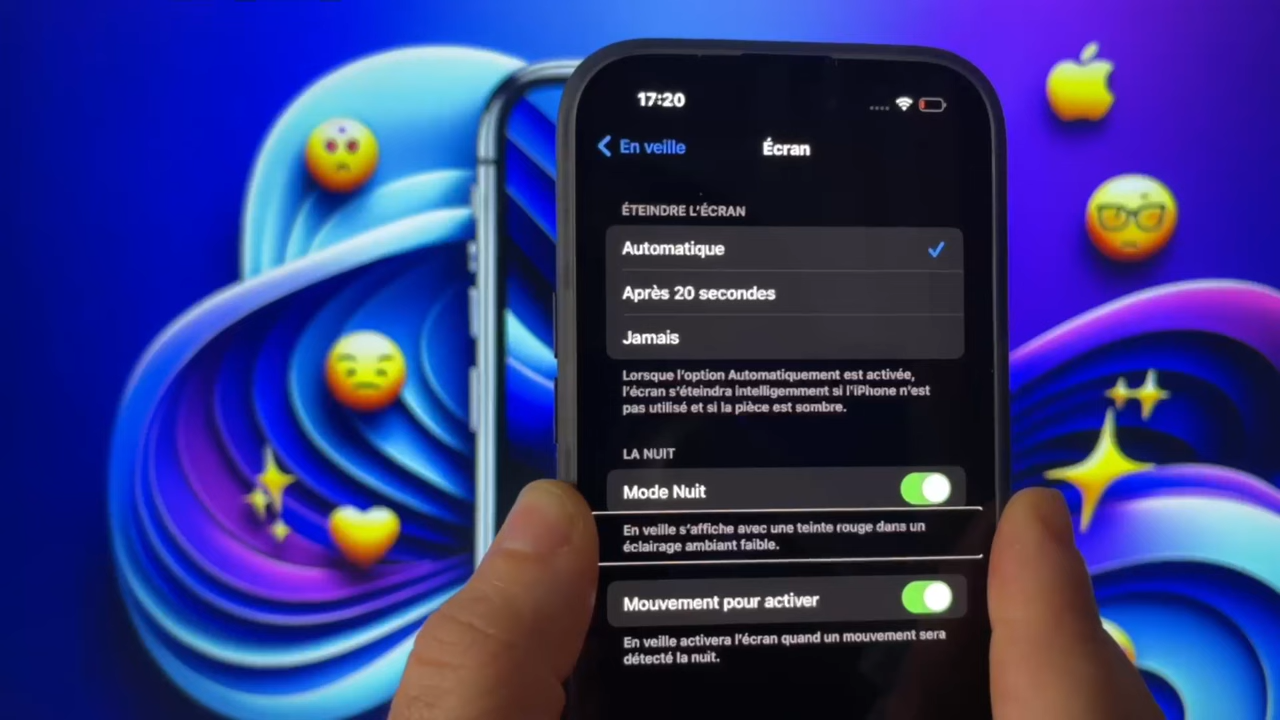 17:20
En veille
Écran
ÉTEINDRE L'ÉCRAN
Automatique
Après 20 secondes
Jamais
Lorsque l'option Automatiquement est activée,
l'écran s'éteindra intelligemment si l'iPhone n'est
pas utilisé et si la pièce est sombre.
LA NUIT
Mode Nuit
En veille s'affiche avec une teinte rouge dans un
éclairage ambiant faible.
Mouvement pour activer
En veille activera l'écran quand un mouvement sera
détecté la nuit.